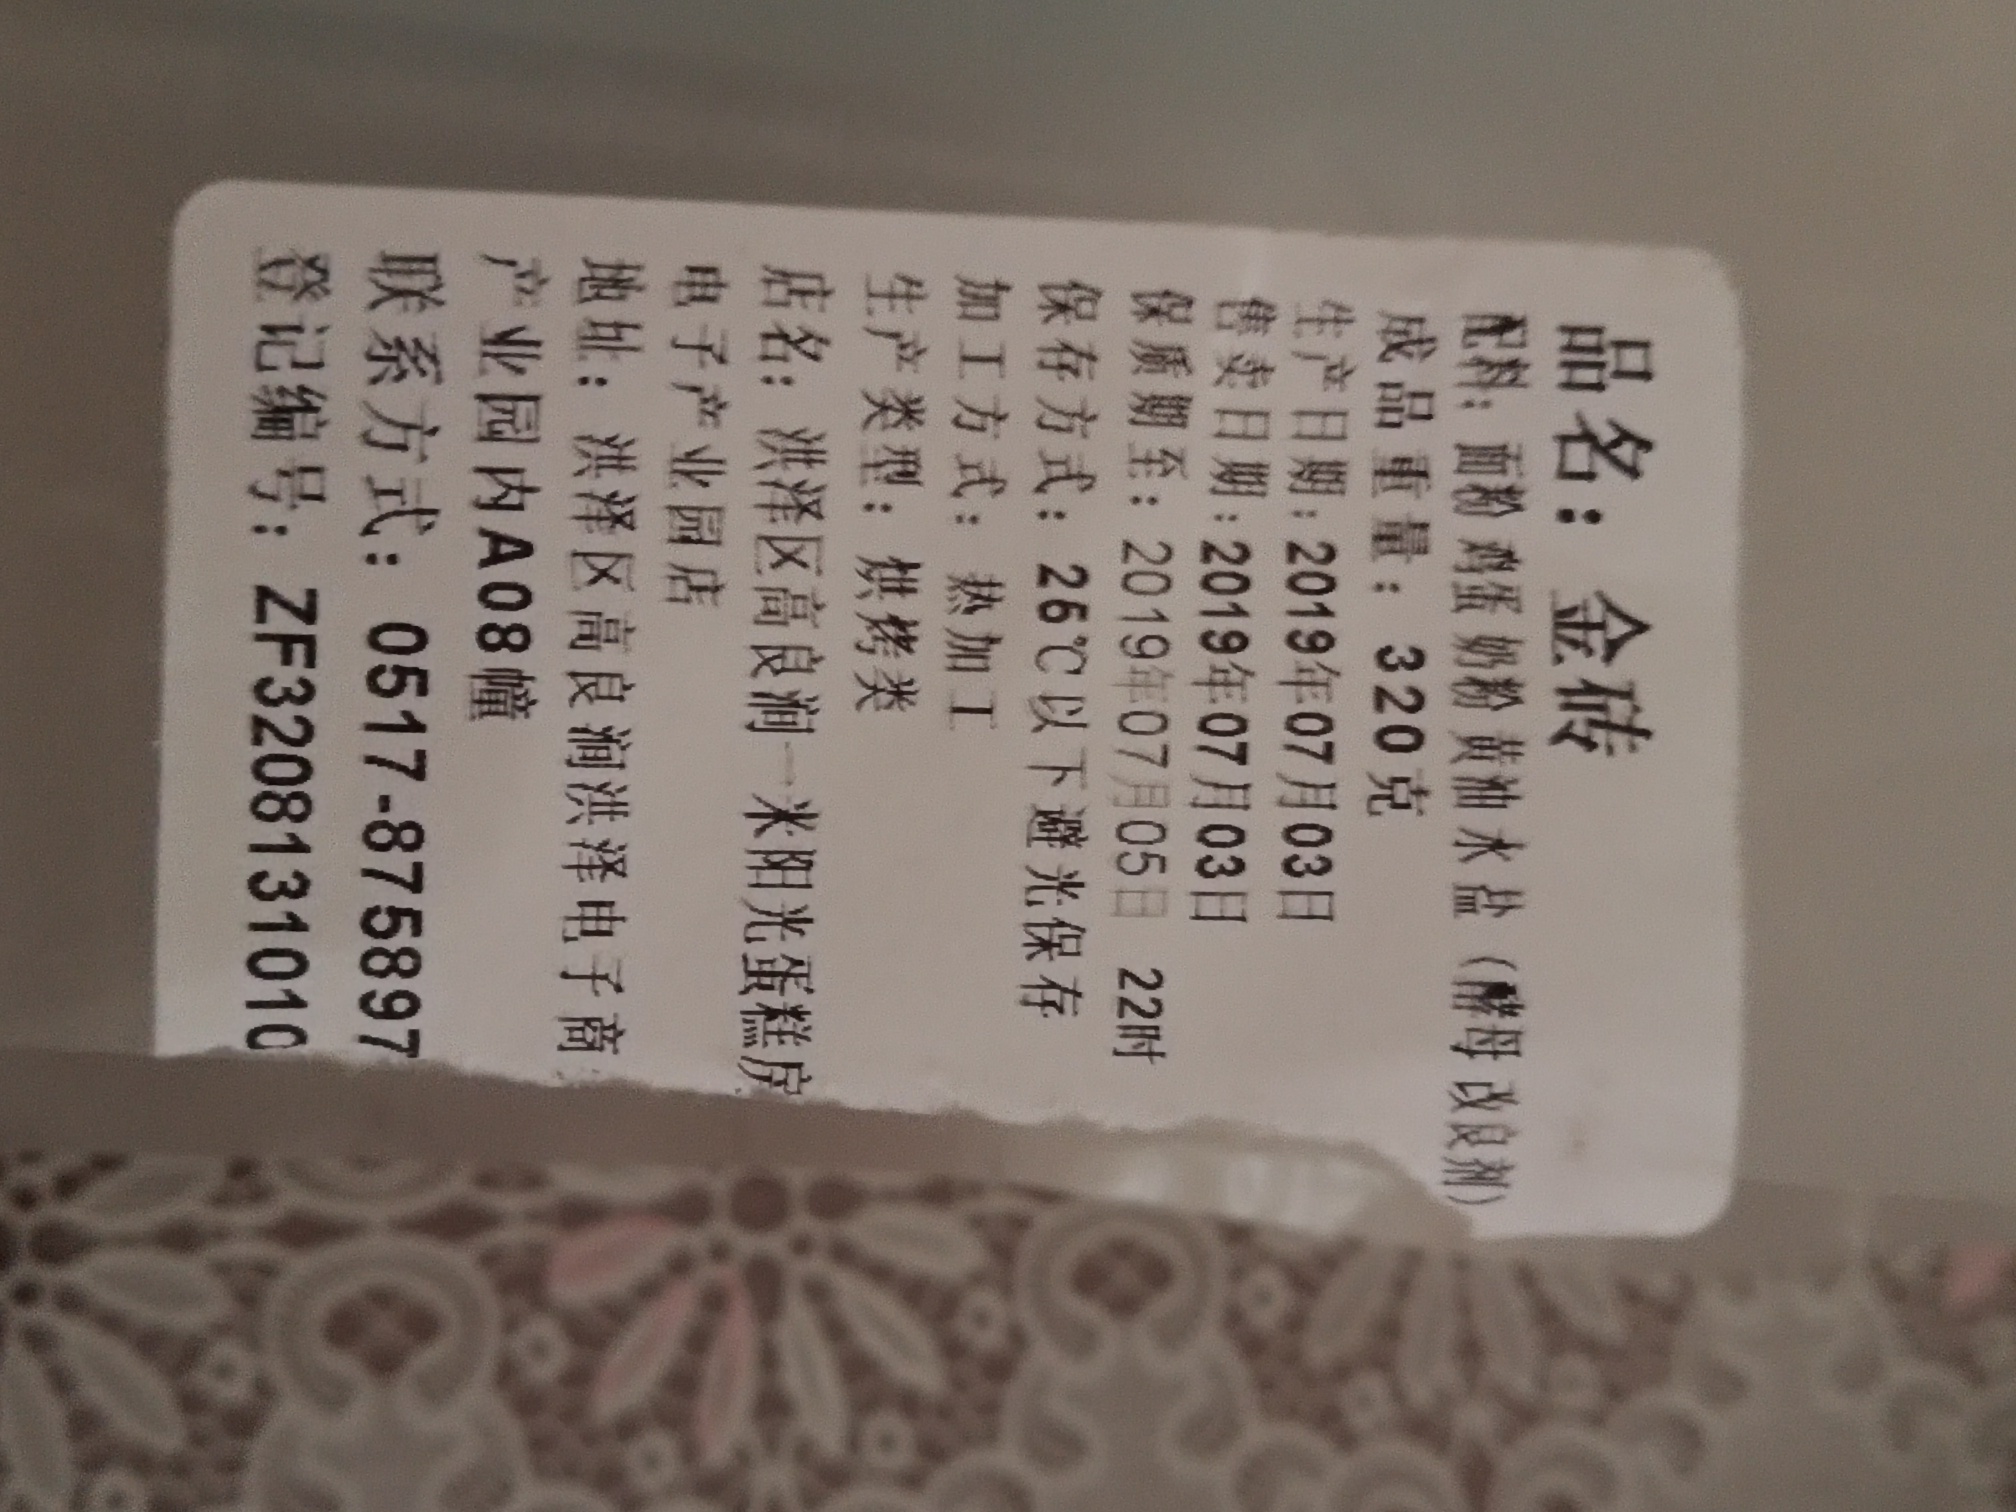 品名：金砖
配料：面粉 鸡蛋 奶粉 黄油 水 盐（酵母 改良剂）
成品重量：320克
生产日期：2019年07月03日
售卖日期：2019年07月03日
保质期至：2019年07月05日 22时
保存方式：26℃以下避光保存
加工方式：热加工
生产类型：烘烤类
店名：洪泽区高良涧一米阳光蛋糕房
电子产业园店
地址：洪泽区高良涧洪泽电子商
产业园内A08幢
联系方式：0517-875897
登记编号：ZF3208131010